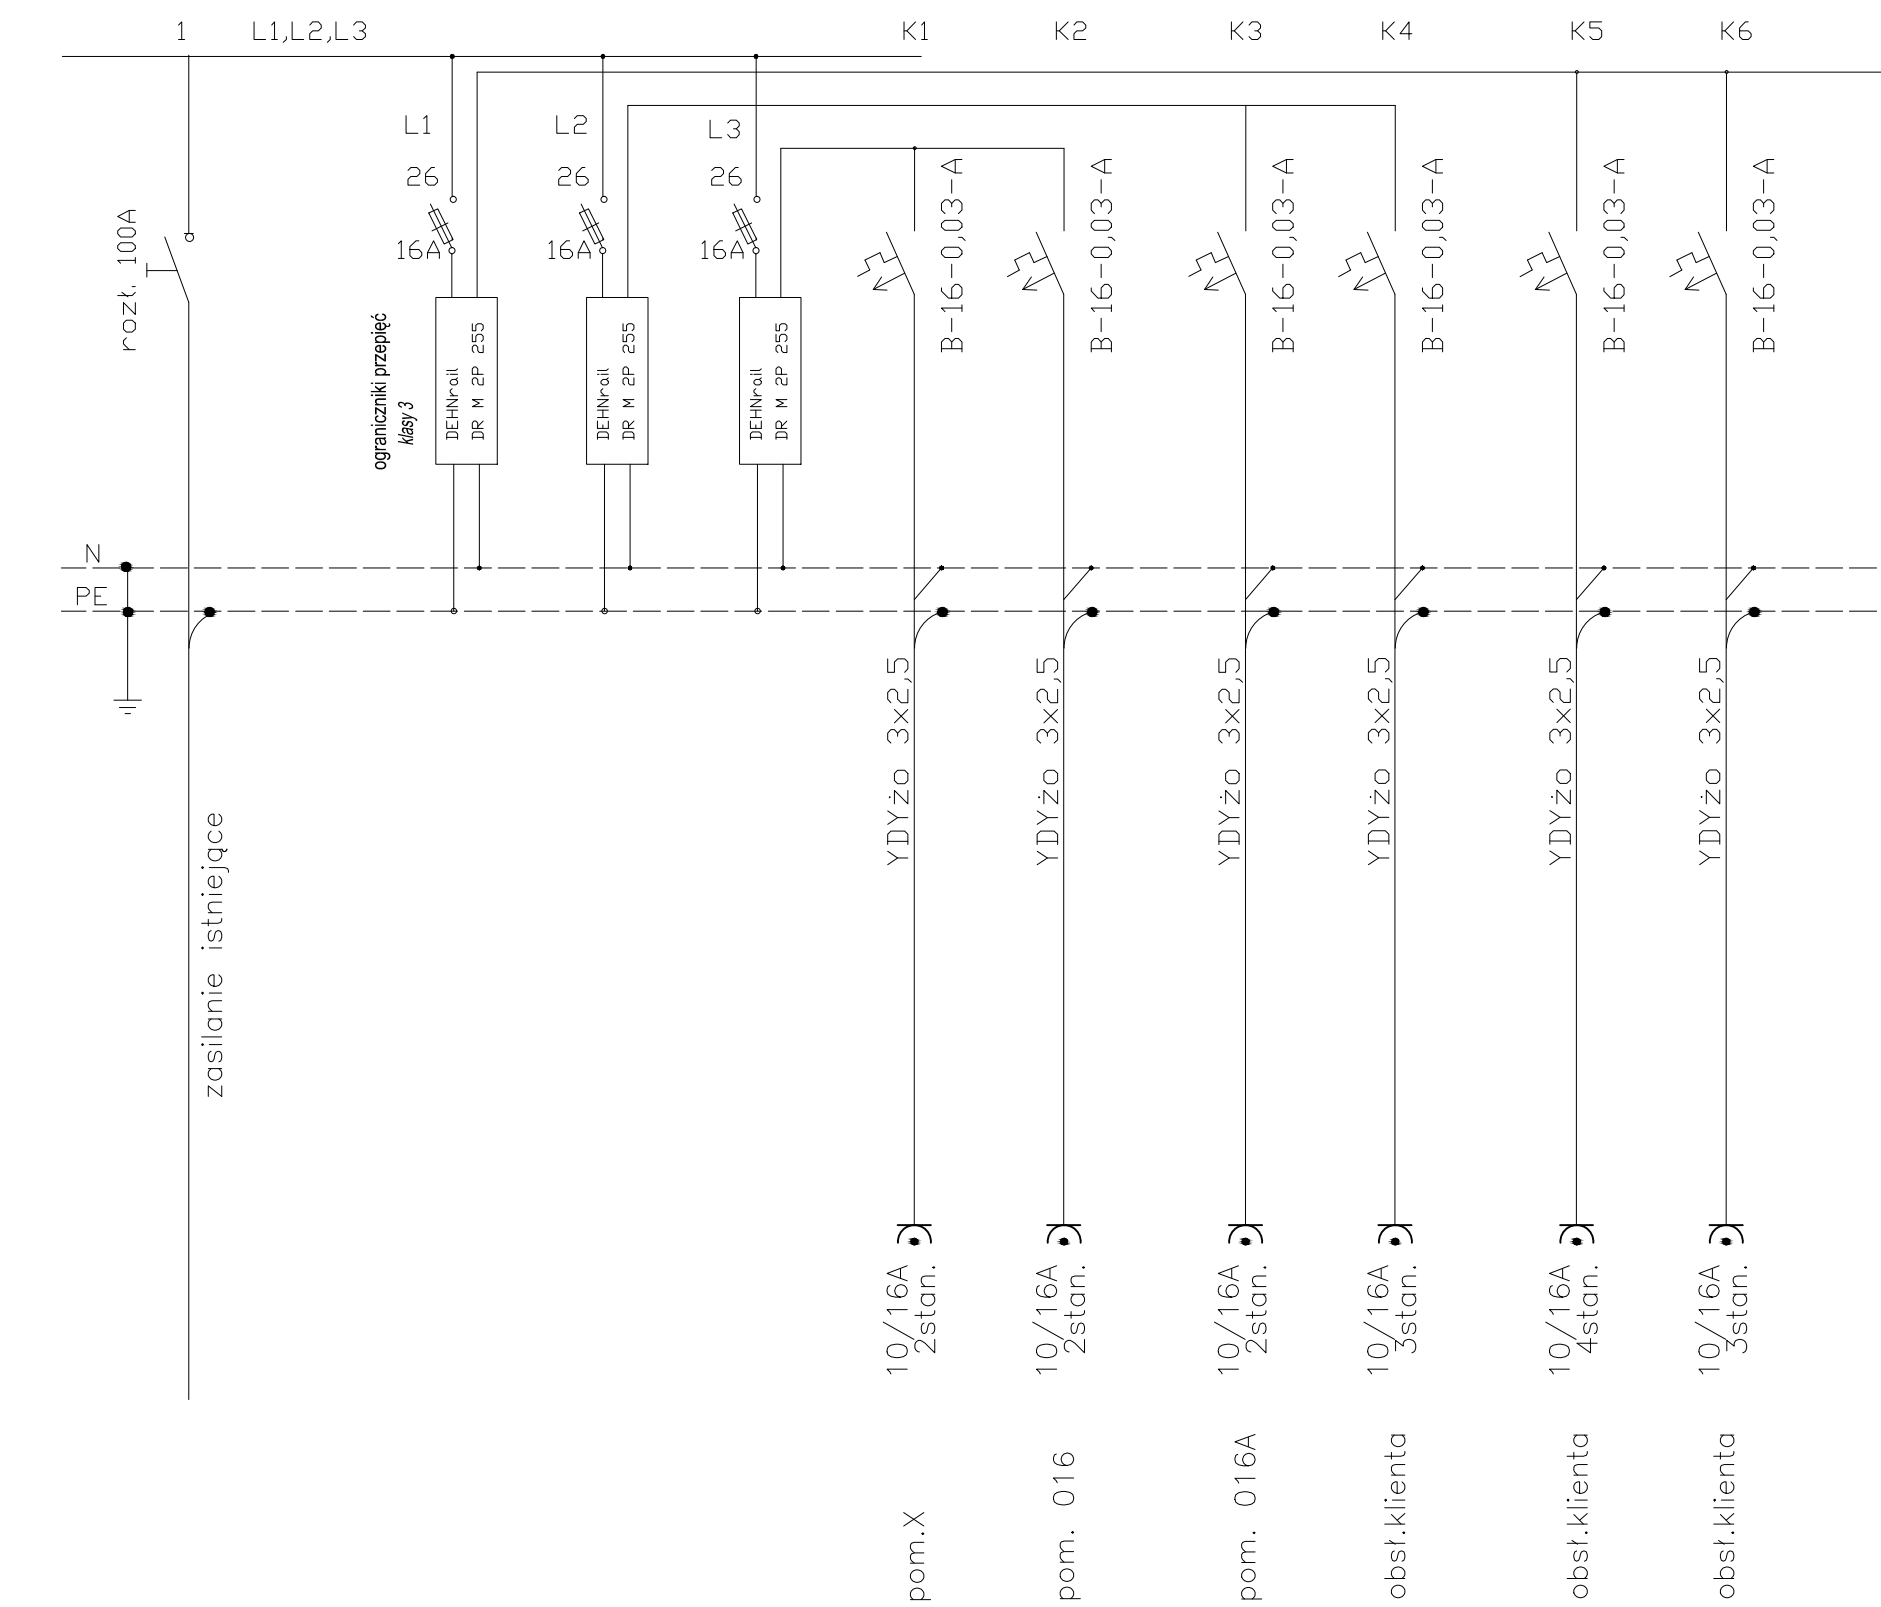 1
L1,L2,L3
K1
K2
K3
K4
K5
K6
L1
L2
L3
26
26
26
16A
16A
16A
rozł. 100A
ograniczniki przepięć
klasy 3
DEHNrail
DR M 2P 255
DEHNrail
DR M 2P 255
DEHNrail
DR M 2P 255
B-16-0,03-A
B-16-0,03-A
B-16-0,03-A
B-16-0,03-A
B-16-0,03-A
B-16-0,03-A
N
PE
zasilanie istniejące
YDYżo 3x2,5
YDYżo 3x2,5
YDYżo 3x2,5
YDYżo 3x2,5
YDYżo 3x2,5
YDYżo 3x2,5
10/16A
2stan.
10/16A
2stan.
10/16A
2stan.
10/16A
3stan.
10/16A
4stan.
10/16A
3stan.
pom.X
pom. 016
pom. 016A
obsł.klienta
obsł.klienta
obsł.klienta